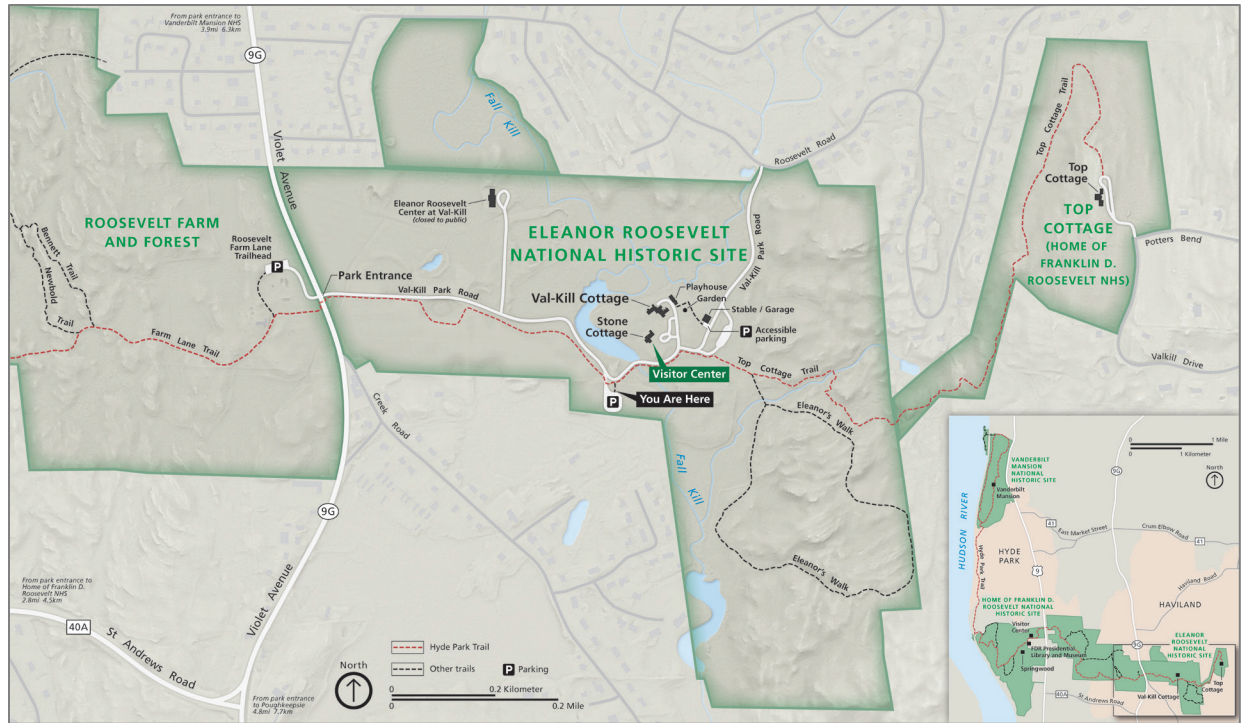 From park entrance to
Vanderbilt Mansion NHS
3.9mi 6.3km
9G
Violet Avenue
Fall Kill
Roosevelt Road
Top Cottage Trail
Top
Cottage
TOP
COTTAGE
(HOME OF
FRANKLIN D.
ROOSEVELT NHS)
Potters Bend
Valkill Drive
ROOSEVELT FARM
AND FOREST
Bennett Trail
Newbold
Trail
Farm Lane Trail
Roosevelt
Farm Lane
Trailhead
P
Park Entrance
Val-Kill Park Road
Eleanor Roosevelt
Center at Val-Kill
(closed to public)
ELEANOR ROOSEVELT
NATIONAL HISTORIC SITE
Val-Kill Park Road
Playhouse
Garden
Val-Kill Cottage
Stable / Garage
Stone
Cottage
P
Accessible
parking
Visitor Center
Top Cottage Trail
You Are Here
P
Eleanor's Walk
Fall Kill
Eleanor's Walk
Creek Road
9G
Violet Avenue
From park entrance to
Home of Franklin D.
Roosevelt NHS
2.8mi 4.5km
40A
St Andrews Road
From park entrance
to Poughkeepsie
4.8mi 7.7km
North
Hyde Park Trail
Other trails
P Parking
0 0.2 Kilometer
0 0.2 Mile
0 1 Mile
0 1 Kilometer
North
9G
VANDERBILT
MANSION
NATIONAL
HISTORIC SITE
Vanderbilt
Mansion
HUDSON RIVER
Hyde Park Trail
41
East Market Street
Crum Elbow Road
41
HYDE
PARK
9
Haviland Road
HAVILAND
HOME OF FRANKLIN D.
ROOSEVELT NATIONAL
HISTORIC SITE
Visitor
Center
FDR Presidential
Library and Museum
Springwood
9G
ELEANOR
ROOSEVELT
NATIONAL
HISTORIC SITE
Top
Cottage
Val-Kill Cottage
40A
St Andrews Road